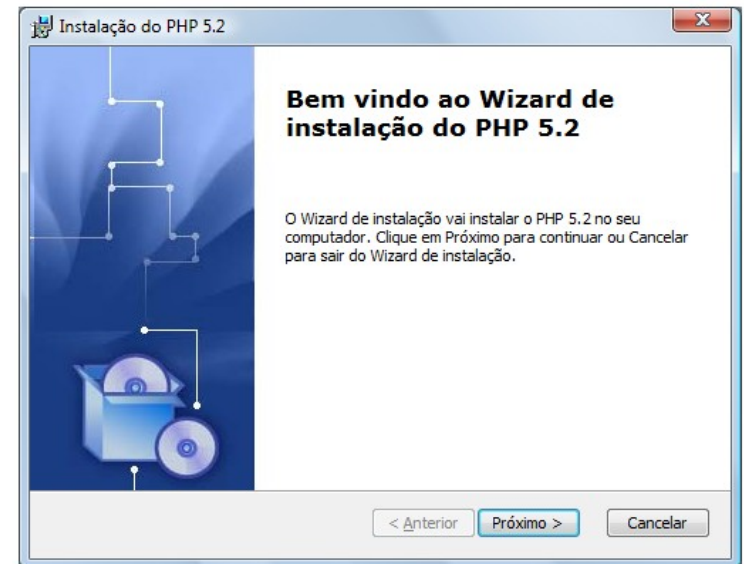 Instalação do PHP 5.2
Bem vindo ao Wizard de
instalação do PHP 5.2
O Wizard de instalação vai instalar o PHP 5.2 no seu
computador. Clique em Próximo para continuar ou Cancelar
para sair do Wizard de instalação.
< Anterior Próximo > Cancelar